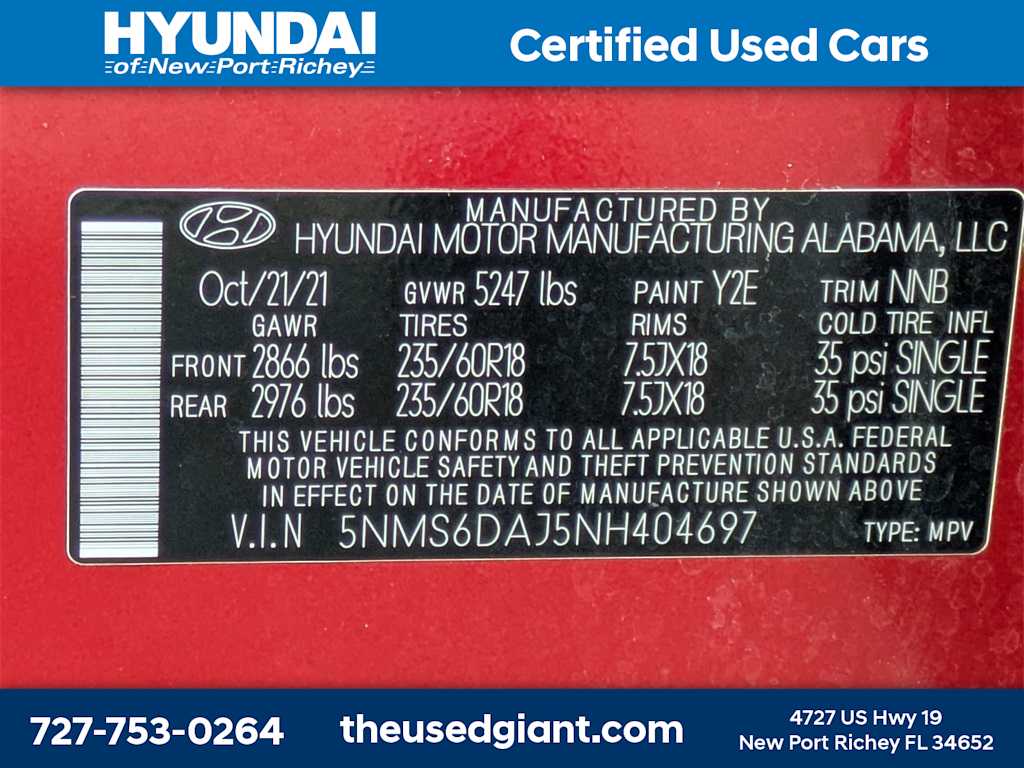 HYUNDAI
of New Port Richey
Certified Used Cars
MANUFACTURED BY
HYUNDAI MOTOR MANUFACTURING ALABAMA, LLC
Oct/21/21 GVWR 5247 lbs PAINT Y2E TRIM NNB
GAWR TIRES RIMS COLD TIRE INFL
FRONT 2866 lbs 235/60R18 7.5JX18 35 psi SINGLE
REAR 2976 lbs 235/60R18 7.5JX18 35 psi SINGLE
THIS VEHICLE CONFORMS TO ALL APPLICABLE U.S.A. FEDERAL
MOTOR VEHICLE SAFETY AND THEFT PREVENTION STANDARDS
IN EFFECT ON THE DATE OF MANUFACTURE SHOWN ABOVE
V.I.N 5NMS6DAJ5NH404697 TYPE: MPV
727-753-0264
theusedgiant.com
4727 US Hwy 19
New Port Richey FL 34652